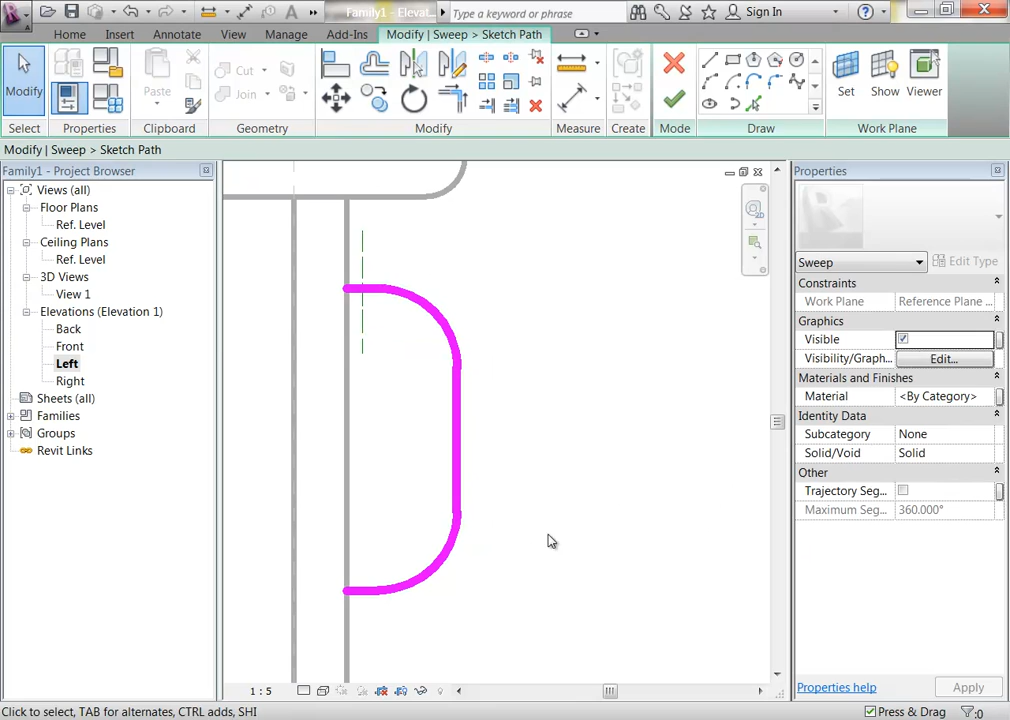 Family1 - Elevat...
Type a keyword or phrase
Sign In
Home
Insert
Annotate
View
Manage
Add-Ins
Modify | Sweep > Sketch Path
Modify
Paste
Cut
Join
Set
Show
Viewer
Select
Properties
Clipboard
Geometry
Modify
Measure
Create
Mode
Draw
Work Plane
Modify | Sweep > Sketch Path
Family1 - Project Browser
Views (all)
Floor Plans
Ref. Level
Ceiling Plans
Ref. Level
3D Views
View 1
Elevations (Elevation 1)
Back
Front
Left
Right
Sheets (all)
Families
Groups
Revit Links
2D
Properties
Sweep
Edit Type
Constraints
Work Plane
Reference Plane ...
Graphics
Visible
Visibility/Graph...
Edit...
Materials and Finishes
Material
<By Category>
Identity Data
Subcategory
None
Solid/Void
Solid
Other
Trajectory Seg...
Maximum Seg...
360.000°
Properties help
Apply
1 : 5
Click to select, TAB for alternates, CTRL adds, SHI
Press & Drag
:0